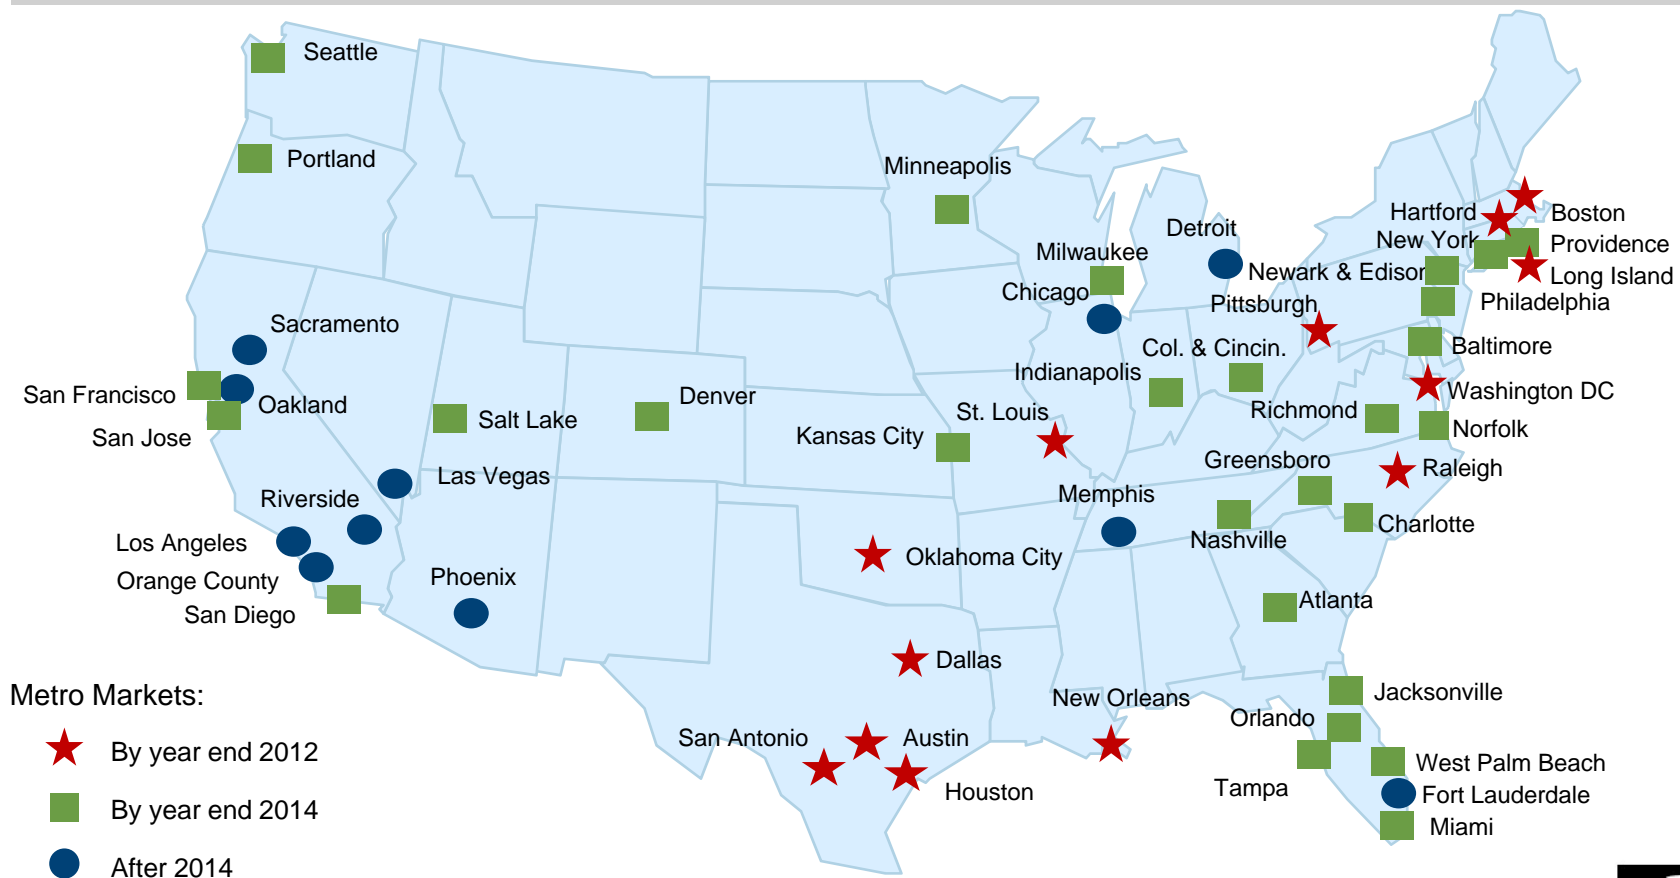 Seattle
Portland
Minneapolis
Detroit
Milwaukee
Chicago
Hartford
Boston
New York
Providence
Newark & Edison
Long Island
Pittsburgh
Philadelphia
Sacramento
Col. & Cincin.
Baltimore
Indianapolis
San Francisco
Oakland
Denver
Washington DC
San Jose
Salt Lake
St. Louis
Richmond
Kansas City
Norfolk
Las Vegas
Greensboro
Raleigh
Riverside
Memphis
Charlotte
Los Angeles
Nashville
Orange County
Phoenix
Oklahoma City
San Diego
Atlanta
Dallas
New Orleans
Jacksonville
Orlando
San Antonio
Austin
West Palm Beach
Houston
Tampa
Fort Lauderdale
Miami
Metro Markets:
By year end 2012
By year end 2014
After 2014